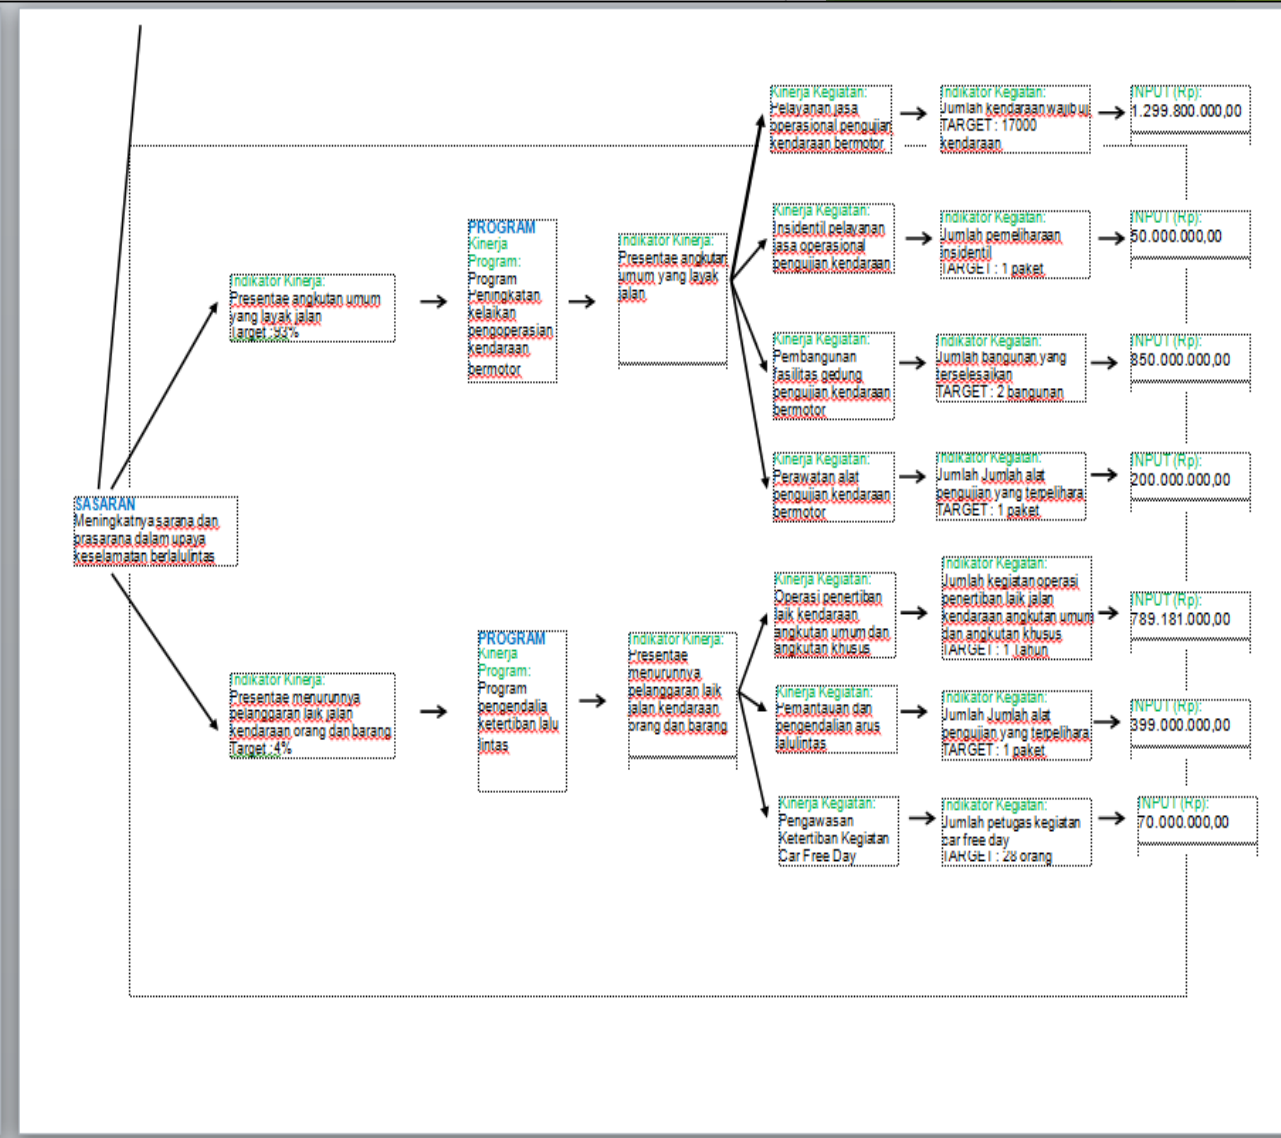 Kinerja Kegiatan:
Pelayanan jasa
operasional pengujian
kendaraan bermotor
Indikator Kegiatan:
Jumlah kendaraan wajib uji
TARGET : 17000
kendaraan
INPUT (Rp):
1.299.800.000,00
Kinerja Kegiatan:
Insidentil pelayanan
jasa operasional
pengujian kendaraan
Indikator Kegiatan:
Jumlah pemeliharaan
insidentil
TARGET : 1 paket
INPUT (Rp):
50.000.000,00
PROGRAM
Kinerja
Program:
Program
Peningkatan
kelaikan
pengoperasian
kendaraan
bermotor
Indikator Kinerja:
Presentae angkutan
umum yang layak
jalan
Indikator Kinerja:
Presentae angkutan umum
yang layak jalan
Target :93%
Kinerja Kegiatan:
Pembangunan
fasilitas gedung
pengujian kendaraan
bermotor
Indikator Kegiatan:
Jumlah bangunan yang
terselesaikan
TARGET : 2 bangunan
INPUT (Rp):
850.000.000,00
Kinerja Kegiatan:
Perawatan alat
pengujian kendaraan
bermotor
Indikator Kegiatan:
Jumlah Jumlah alat
pengujian yang terpelihara
TARGET : 1 paket
INPUT (Rp):
200.000.000,00
SASARAN
Meningkatnya sarana dan
prasarana dalam upaya
keselamatan berlalulintas
Kinerja Kegiatan:
Operasi penertiban
laik kendaraan
angkutan umum dan
angkutan khusus
Indikator Kegiatan:
Jumlah kegiatan operasi
penertiban laik jalan
kendaraan angkutan umum
dan angkutan khusus
TARGET : 1 Tahun
INPUT (Rp):
789.181.000,00
PROGRAM
Kinerja
Program:
Program
pengendalia
ketertiban lalu
lintas
Indikator Kinerja:
Presentae
menurunnya
pelanggaran laik
jalan kendaraan
orang dan barang
Indikator Kinerja:
Presentae menurunnya
pelanggaran laik jalan
kendaraan orang dan barang
Target :4%
Kinerja Kegiatan:
Pemantauan dan
pengendalian arus
lalulintas
Indikator Kegiatan:
Jumlah Jumlah alat
pengujian yang terpelihara
TARGET : 1 paket
INPUT (Rp):
399.000.000,00
Kinerja Kegiatan:
Pengawasan
Ketertiban Kegiatan
Car Free Day
Indikator Kegiatan:
Jumlah petugas kegiatan
car free day
TARGET : 28 orang
INPUT (Rp):
70.000.000,00